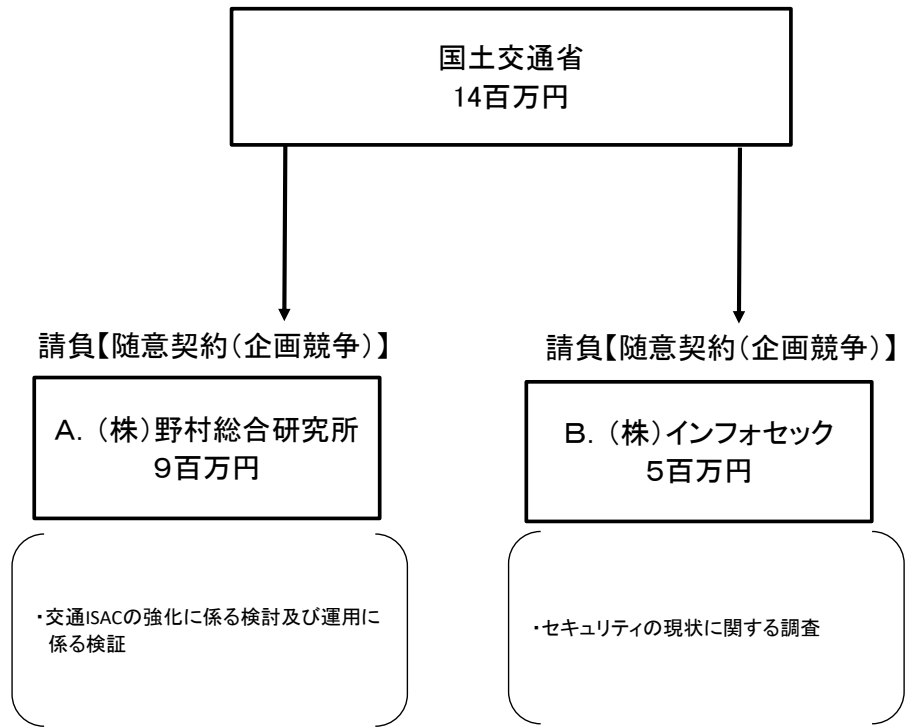 国土交通省
14百万円
請負【随意契約(企画競争)】
A．(株)野村総合研究所
9百万円
・交通ISACの強化に係る検討及び運用に
係る検証
請負【随意契約(企画競争)】
B．(株)インフォセック
5百万円
・セキュリティの現状に関する調査